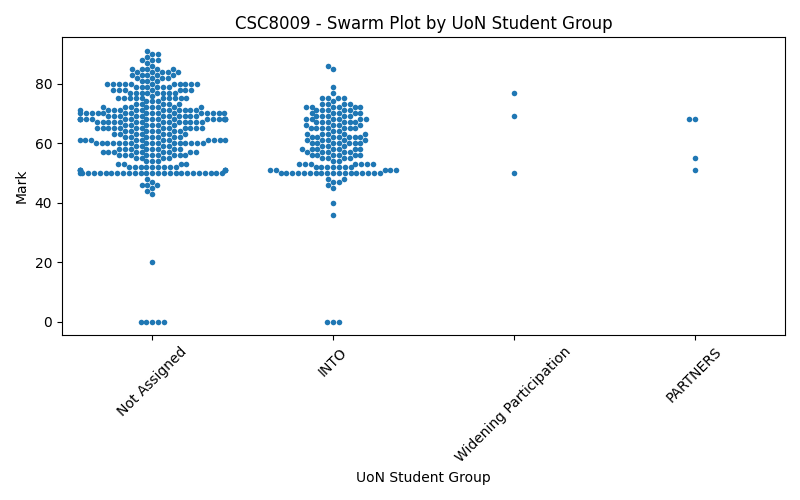 CSC8009 - Swarm Plot by UoN Student Group
Mark
80
60
40
20
0
Not Assigned
INTO
Widening Participation
PARTNERS
UoN Student Group